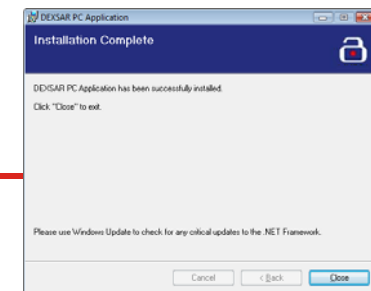 DEXSAR PC Application
Installation Complete
DEXSAR PC Application has been successfully installed.
Click "Close" to exit.
Please use Windows Update to check for any critical updates to the .NET Framework.
Cancel
< Back
Close